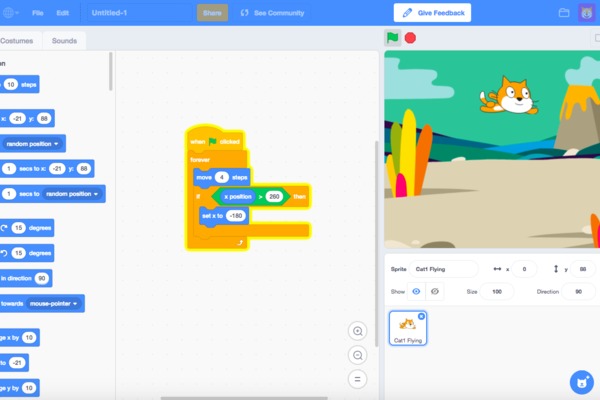 File Edit Untitled-1 Share See Community Give Feedback
Costumes Sounds
10 steps
x: -21 y: 88
random position
1 secs to x: -21 y: 88
1 secs to random position
15 degrees
15 degrees
in direction 90
towards mouse-pointer
x by 10
to -21
y by 10
when clicked
forever
move 4 steps
if x position > 260 then
set x to -180
Sprite Cat1 Flying x 0 y 88
Show Size 100 Direction 90
Cat1 Flying